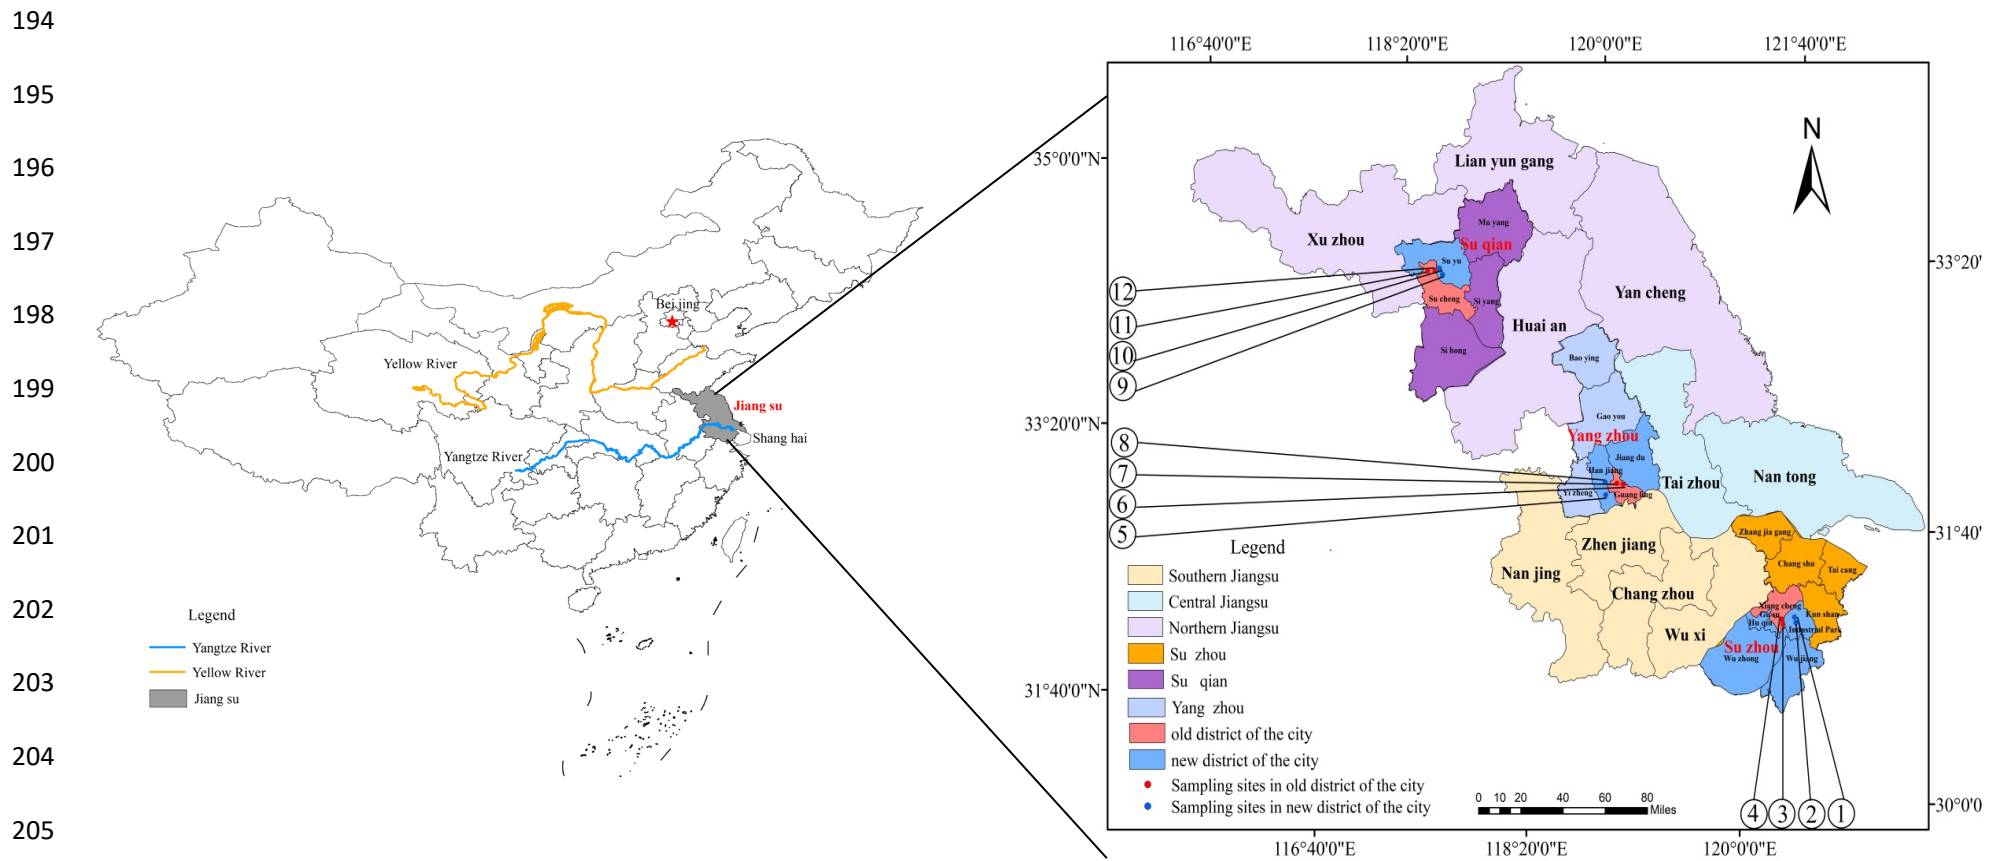 194
195
196
197
198
199
200
201
202
203
204
205
Bei jing
Yellow River
Jiang su
Shang hai
Yangtze River
Legend
Yangtze River
Yellow River
Jiang su
116°40'0"E 118°20'0"E 120°0'0"E 121°40'0"E
N
35°0'0"N
33°20'
33°20'0"N
31°40'
31°40'0"N
30°0'0
116°40'0"E 118°20'0"E 120°0'0"E
Lian yun gang
Mu yang
Xu zhou
Su qian
Su yu
Yan cheng
Su cheng
Si yang
Huai an
Si hong
Bao ying
Gao you
Yang zhou
Jiang du
Han jiang
Yi zheng
Guang ling
Tai zhou
Nan tong
Zhang jia gang
Zhen jiang
Chang shu
Tai cang
Nan jing
Chang zhou
Xiang cheng
Gu su
Kun shan
Hu qiu
Industrial Park
Wu xi
Su zhou
Wu zhong
Wu jiang
12
11
10
9
8
7
6
5
4 3 2 1
Legend
Southern Jiangsu
Central Jiangsu
Northern Jiangsu
Su zhou
Su qian
Yang zhou
old district of the city
new district of the city
Sampling sites in old district of the city
Sampling sites in new district of the city
0 10 20 40 60 80
Miles